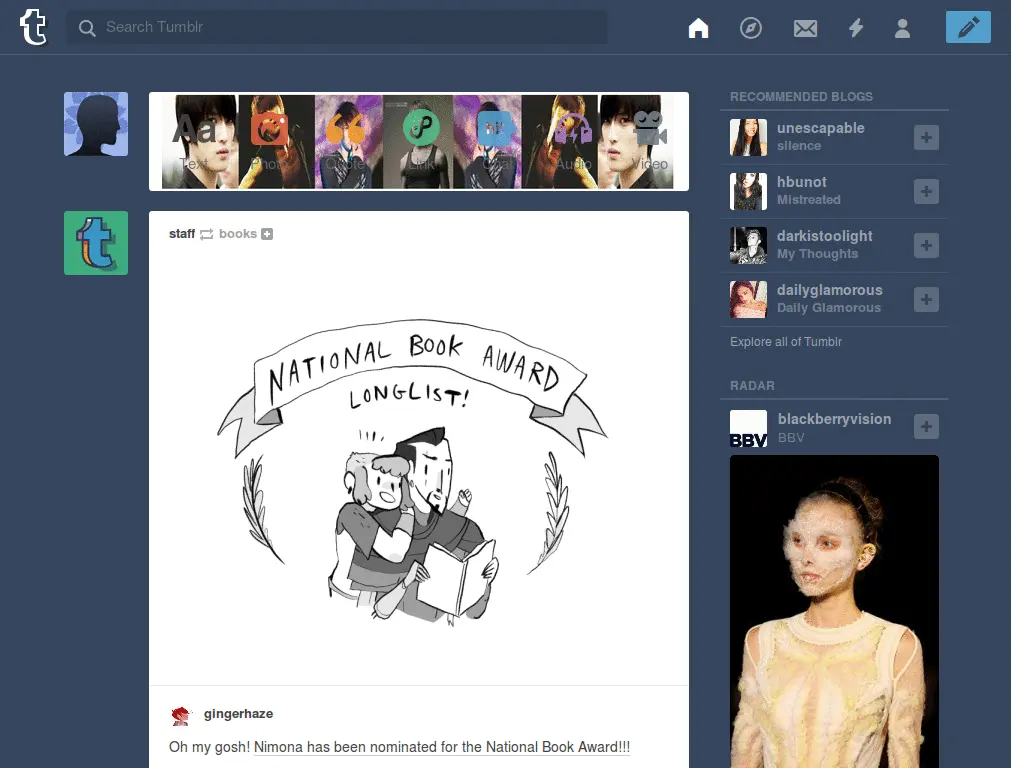 Search Tumblr
Aa
Text Photo Quote Link Chat Audio Video
RECOMMENDED BLOGS
unescapable
silence
hbunot
Mistreated
darkistoolight
My Thoughts
dailyglamorous
Daily Glamorous
Explore all of Tumblr
RADAR
blackberryvision
BBV
BBV
staff books
NATIONAL BOOK AWARD
LONGLIST!
gingerhaze
Oh my gosh! Nimona has been nominated for the National Book Award!!!